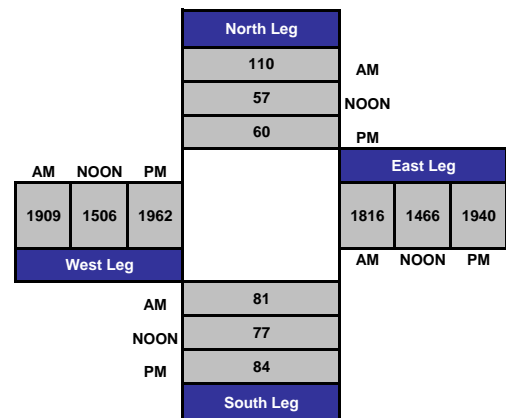 North Leg
110 AM
57 NOON
60 PM
AM NOON PM East Leg
1909 1506 1962 1816 1466 1940
West Leg AM NOON PM
AM 81
NOON 77
PM 84
South Leg